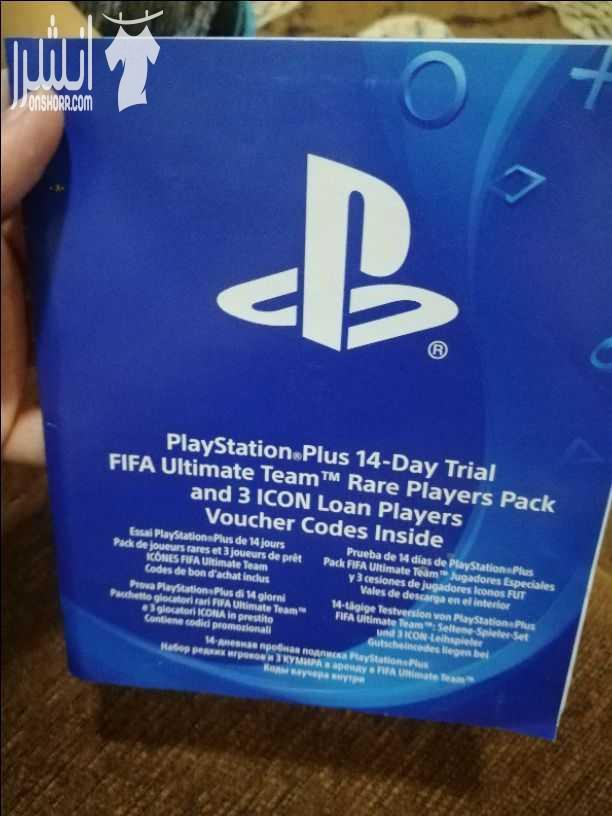 انشرها
ONSHORR.COM
PlayStation®Plus 14-Day Trial
FIFA Ultimate Team™ Rare Players Pack
and 3 ICON Loan Players
Voucher Codes Inside
Essai PlayStation®Plus de 14 jours
Pack de joueurs rares et 3 joueurs de prêt
ICÔNES FIFA Ultimate Team
Codes de bon d'achat inclus
Prova PlayStation®Plus di 14 giorni
Pacchetto giocatori rari FIFA Ultimate Team™
e 3 giocatori ICONA in prestito
Contiene codici promozionali
Prueba de 14 días de PlayStation®Plus
Pack FIFA Ultimate Team™ Jugadores Especiales
y 3 cesiones de jugadores Iconos FUT
Vales de descarga en el interior
14-tägige Testversion von PlayStation®Plus
FIFA Ultimate Team™: Seltene-Spieler-Set
und 3 ICON-Leihspieler
Gutscheincodes liegen bei
14-дневная пробная подписка PlayStation®Plus
Набор редких игроков и 3 КУМИРА в аренду в FIFA Ultimate Team™
Коды ваучера внутри